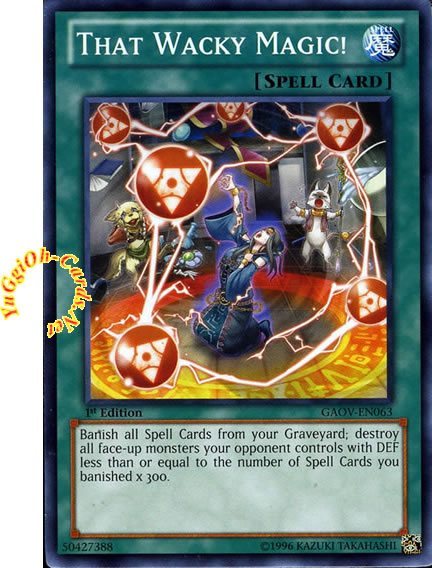 THAT WACKY MAGIC!
魔
[SPELL CARD]
YuGgiOh-Cards.Net
1st Edition
GAOV-EN063
Banish all Spell Cards from your Graveyard; destroy
all face-up monsters your opponent controls with DEF
less than or equal to the number of Spell Cards you
banished x 300.
50427388
©1996 KAZUKI TAKAHASHI